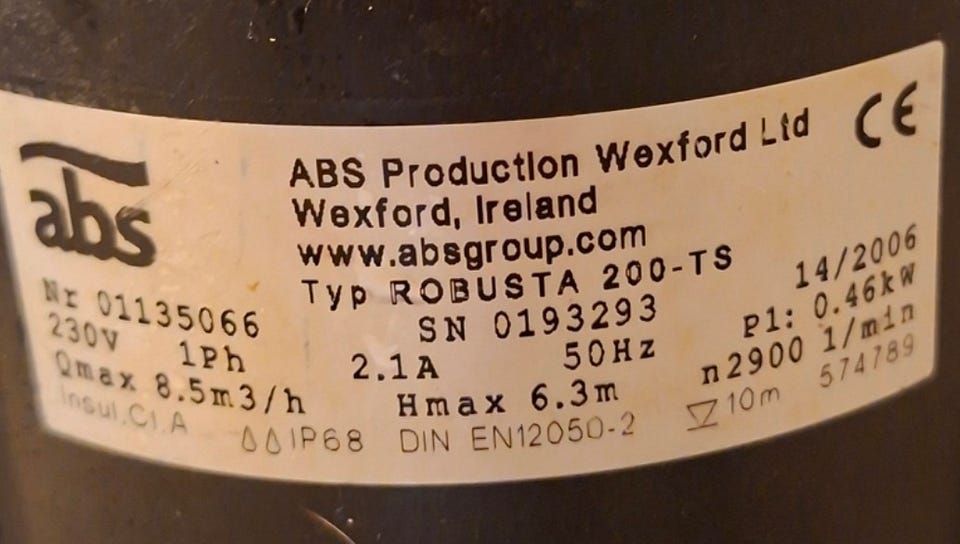 abs
ABS Production Wexford Ltd CE
Wexford, Ireland
www.absgroup.com
Typ ROBUSTA 200-TS 14/2006
Nr 01135066 SN 0193293 P1: 0.46kW
230V 1Ph 2.1A 50Hz n2900 1/min
Qmax 8.5m3/h Hmax 6.3m 574789
Insul.Cl.A IP68 DIN EN12050-2 10m